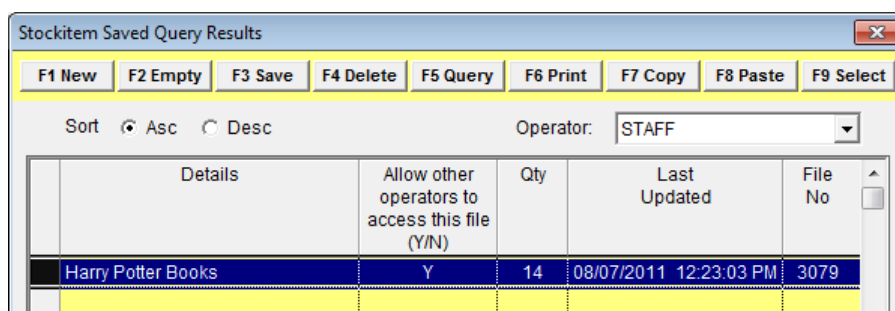 Stockitem Saved Query Results
F1 New F2 Empty F3 Save F4 Delete F5 Query F6 Print F7 Copy F8 Paste F9 Select
Sort Asc Desc Operator: STAFF
Details Allow other operators to access this file (Y/N) Qty Last Updated File No
Harry Potter Books Y 14 08/07/2011 12:23:03 PM 3079